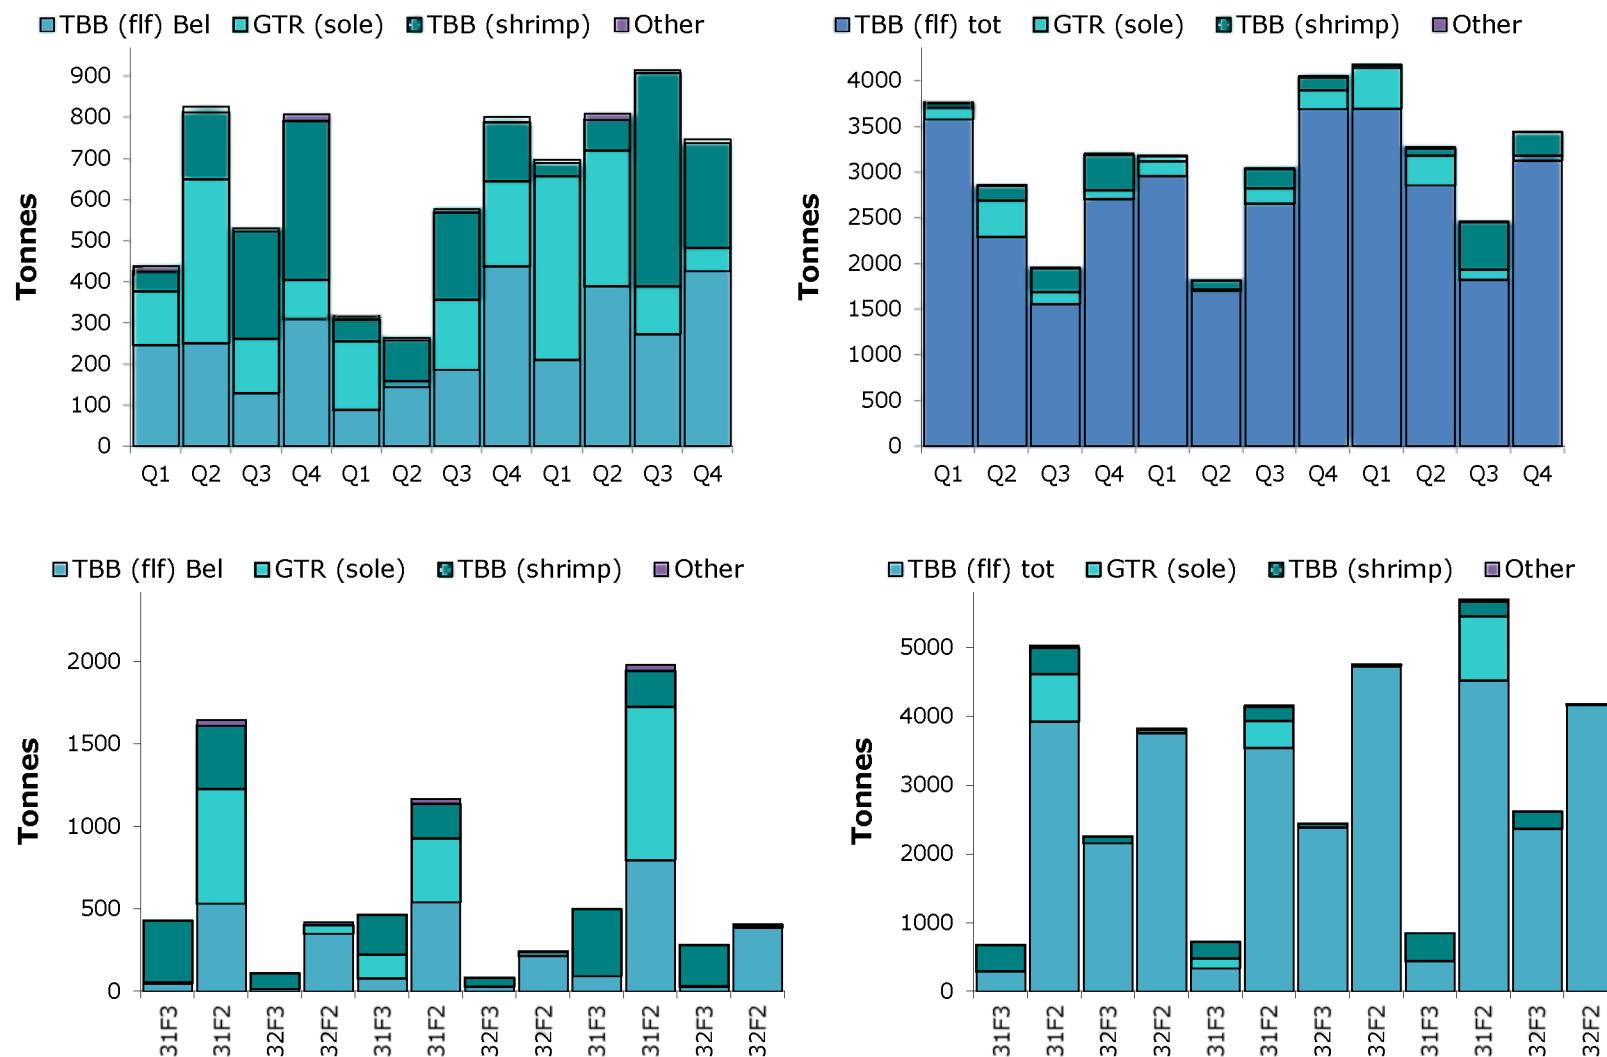 TBB (flf) Bel GTR (sole) TBB (shrimp) Other
Tonnes
900
800
700
600
500
400
300
200
100
0
Q1 Q2 Q3 Q4 Q1 Q2 Q3 Q4 Q1 Q2 Q3 Q4
TBB (flf) tot GTR (sole) TBB (shrimp) Other
Tonnes
4000
3500
3000
2500
2000
1500
1000
500
0
Q1 Q2 Q3 Q4 Q1 Q2 Q3 Q4 Q1 Q2 Q3 Q4
TBB (flf) Bel GTR (sole) TBB (shrimp) Other
Tonnes
2000
1500
1000
500
0
31F3 31F2 32F3 32F2 31F3 31F2 32F3 32F2 31F3 31F2 32F3 32F2
TBB (flf) tot GTR (sole) TBB (shrimp) Other
Tonnes
5000
4000
3000
2000
1000
0
31F3 31F2 32F3 32F2 31F3 31F2 32F3 32F2 31F3 31F2 32F3 32F2